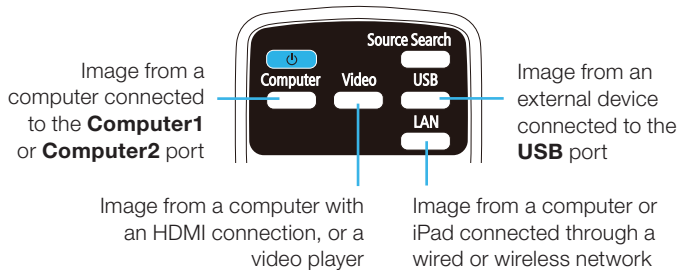 Source Search
Computer Video USB
LAN
Image from a
computer connected
to the Computer1
or Computer2 port
Image from an
external device
connected to the
USB port
Image from a computer with
an HDMI connection, or a
video player
Image from a computer or
iPad connected through a
wired or wireless network